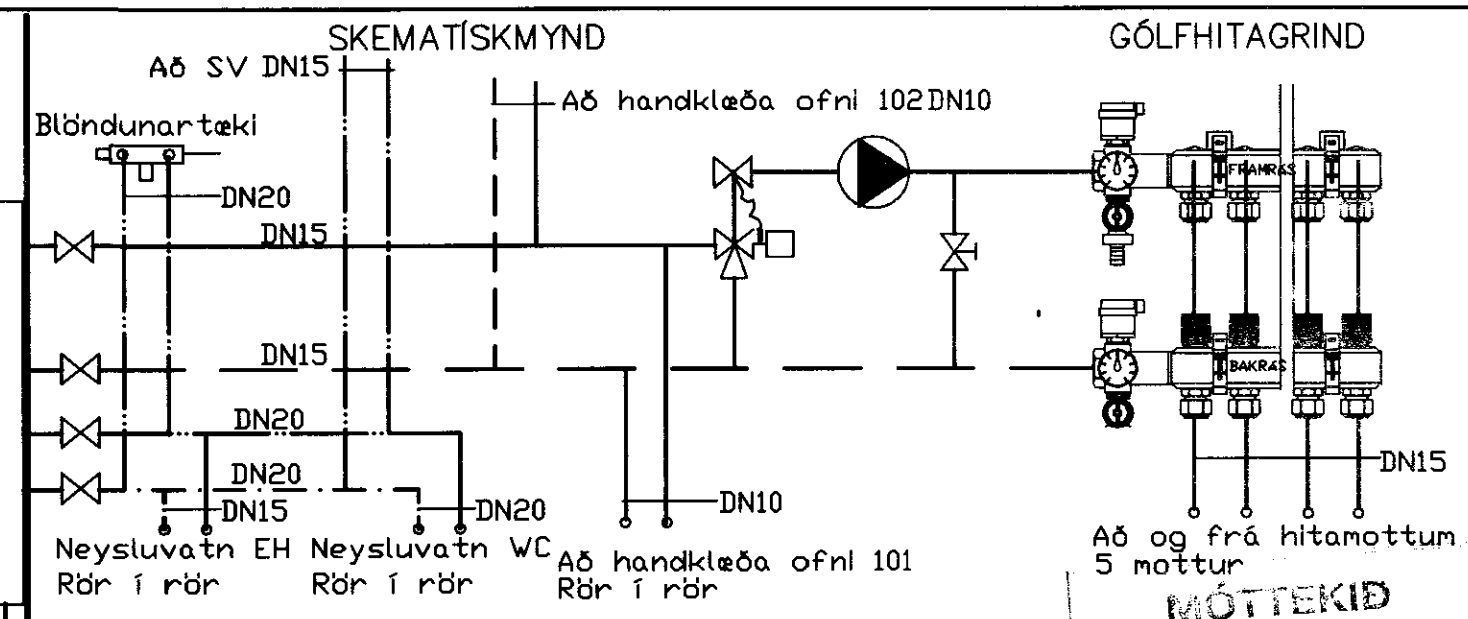 SKEMATÍSKMYND
GÓLFHITAGRIND
Að SV DN15
Að handklæða ofni 102 DN10
Blöndunartæki
DN20
DN15
FRAMRÁS
DN15
BAKRÁS
DN20
DN20
DN15
DN20
DN10
DN15
Neysluvatn EH
Rör í rör
Neysluvatn WC
Rör í rör
Að handklæða ofni 101
Rör í rör
Að og frá hitamottum
5 mottur
MÓTTEKIÐ